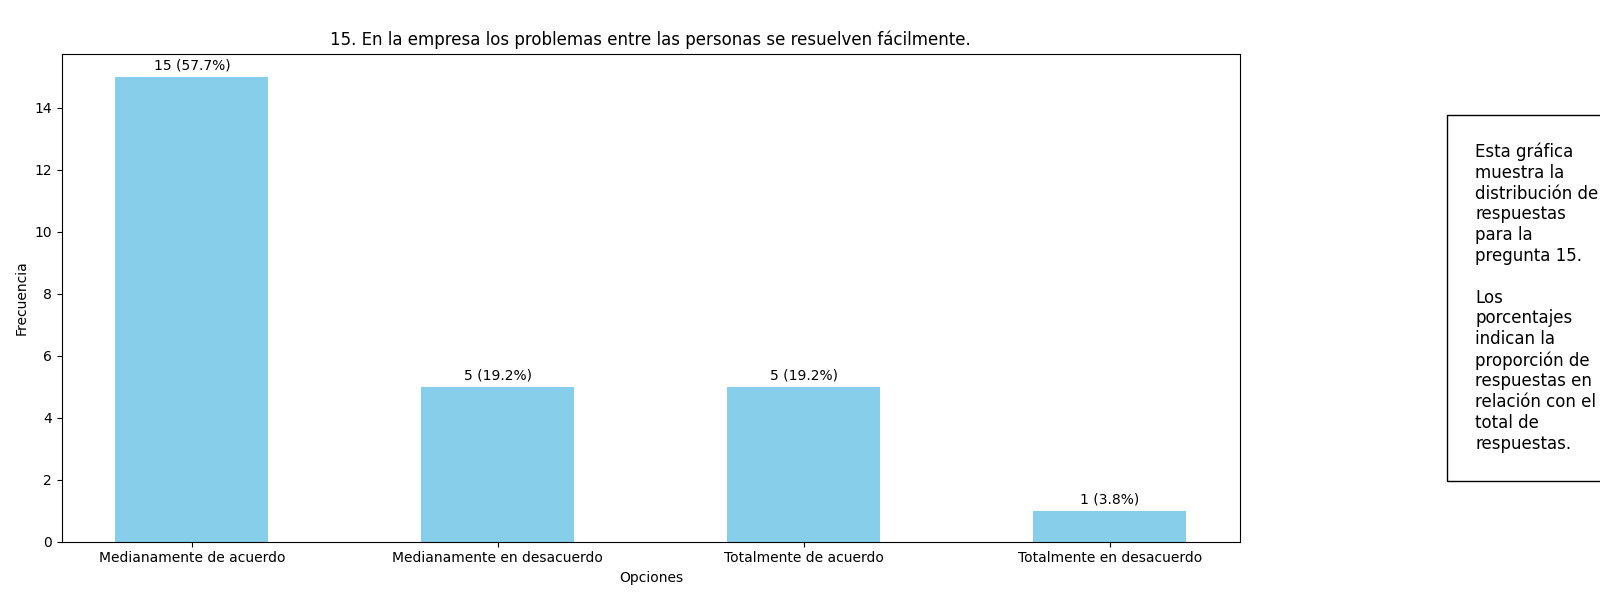 15. En la empresa los problemas entre las personas se resuelven fácilmente.
15 (57.7%)
5 (19.2%)
5 (19.2%)
1 (3.8%)
Frecuencia
14
12
10
8
6
4
2
0
Medianamente de acuerdo
Medianamente en desacuerdo
Totalmente de acuerdo
Totalmente en desacuerdo
Opciones
Esta gráfica
muestra la
distribución de
respuestas
para la
pregunta 15.
Los
porcentajes
indican la
proporción de
respuestas en
relación con el
total de
respuestas.